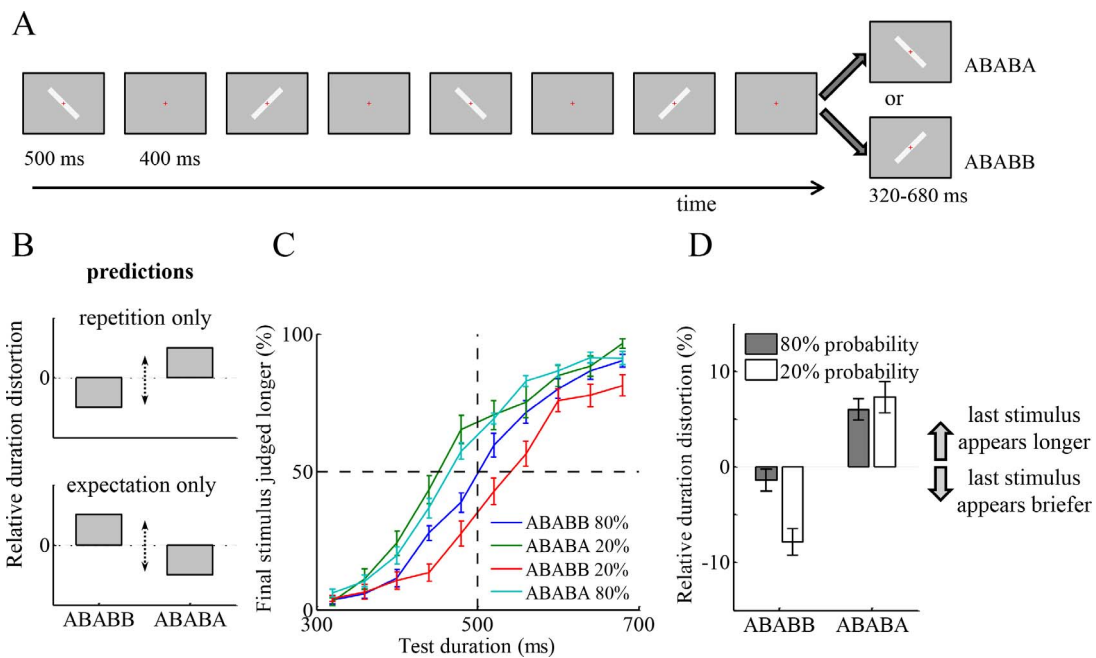 A
500 ms
400 ms
time
ABABA
or
ABABB
320-680 ms
B
predictions
Relative duration distortion
repetition only
0
expectation only
0
ABABB ABABA
C
Final stimulus judged longer (%)
100
50
0
ABABB 80%
ABABA 20%
ABABB 20%
ABABA 80%
300 500 700
Test duration (ms)
D
Relative duration distortion (%)
80% probability
20% probability
10
0
-10
ABABB ABABA
last stimulus
appears longer
last stimulus
appears briefer